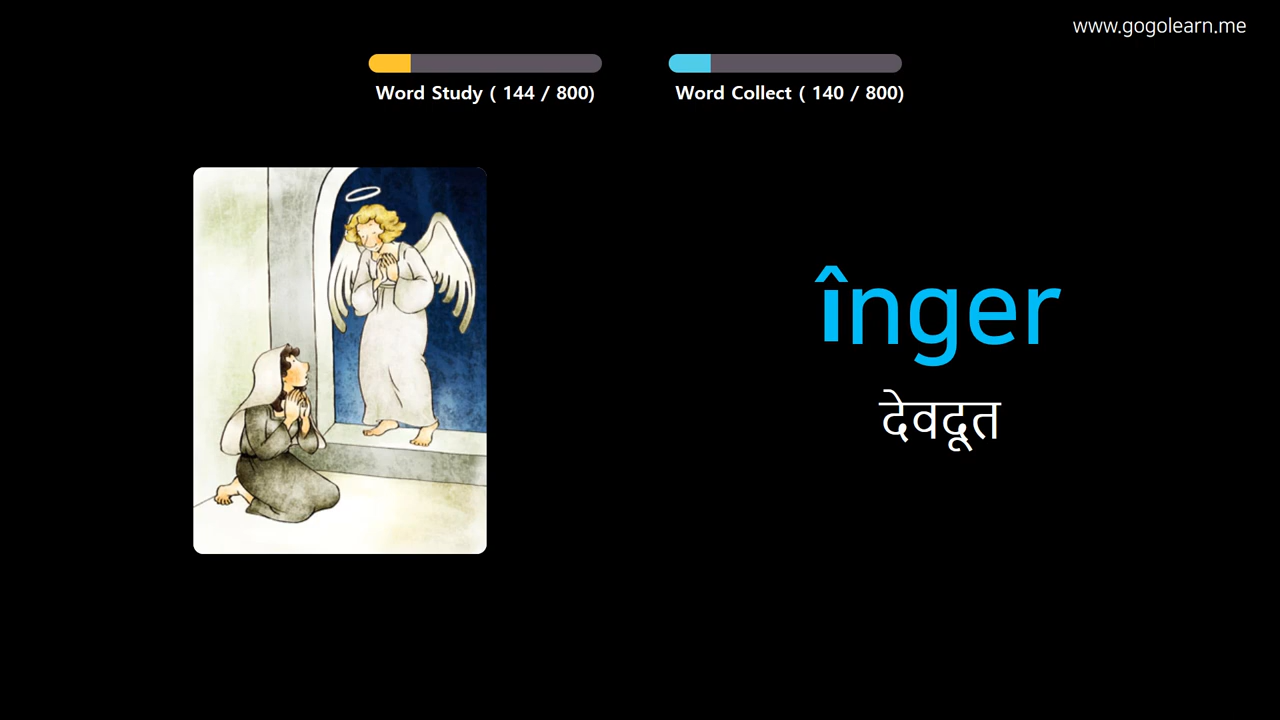 www.gogolearn.me
Word Study ( 144 / 800)
Word Collect ( 140 / 800)
înger
देवदूत